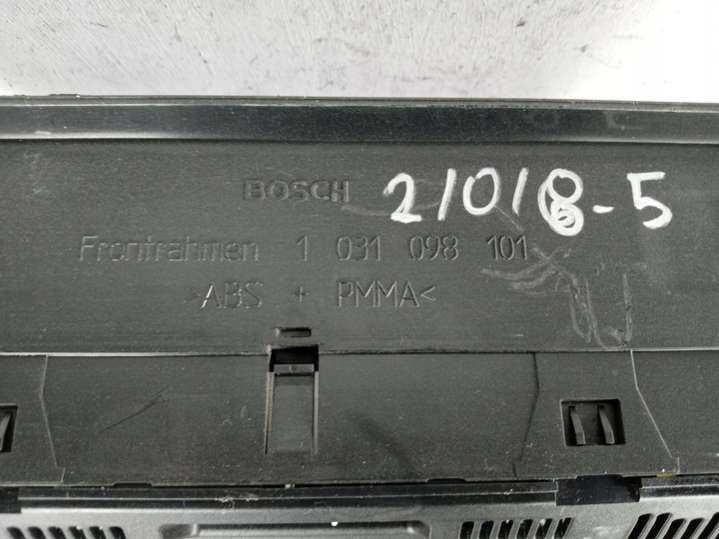 BOSCH 21018-5
Frontrahmen 1 031 098 101
>ABS + PMMA<